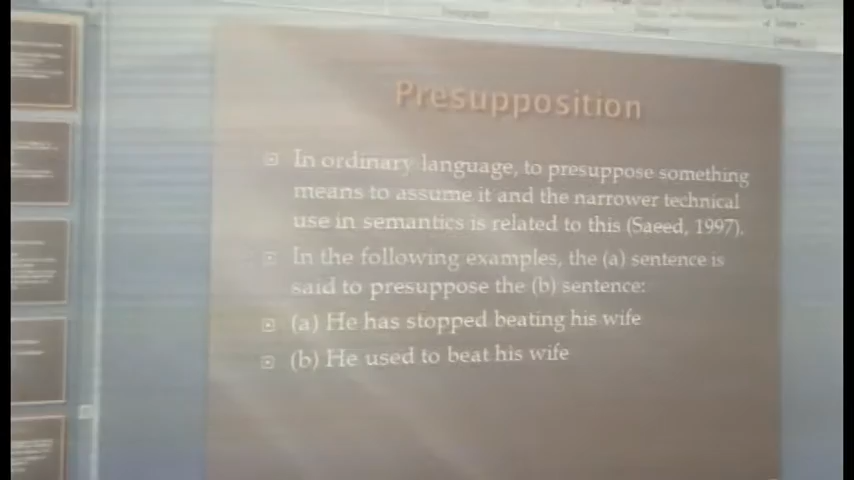 Presupposition
In ordinary language, to presuppose something
means to assume it and the narrower technical
use in semantics is related to this (Saeed, 1997).
In the following examples, the (a) sentence is
said to presuppose the (b) sentence:
(a) He has stopped beating his wife
(b) He used to beat his wife